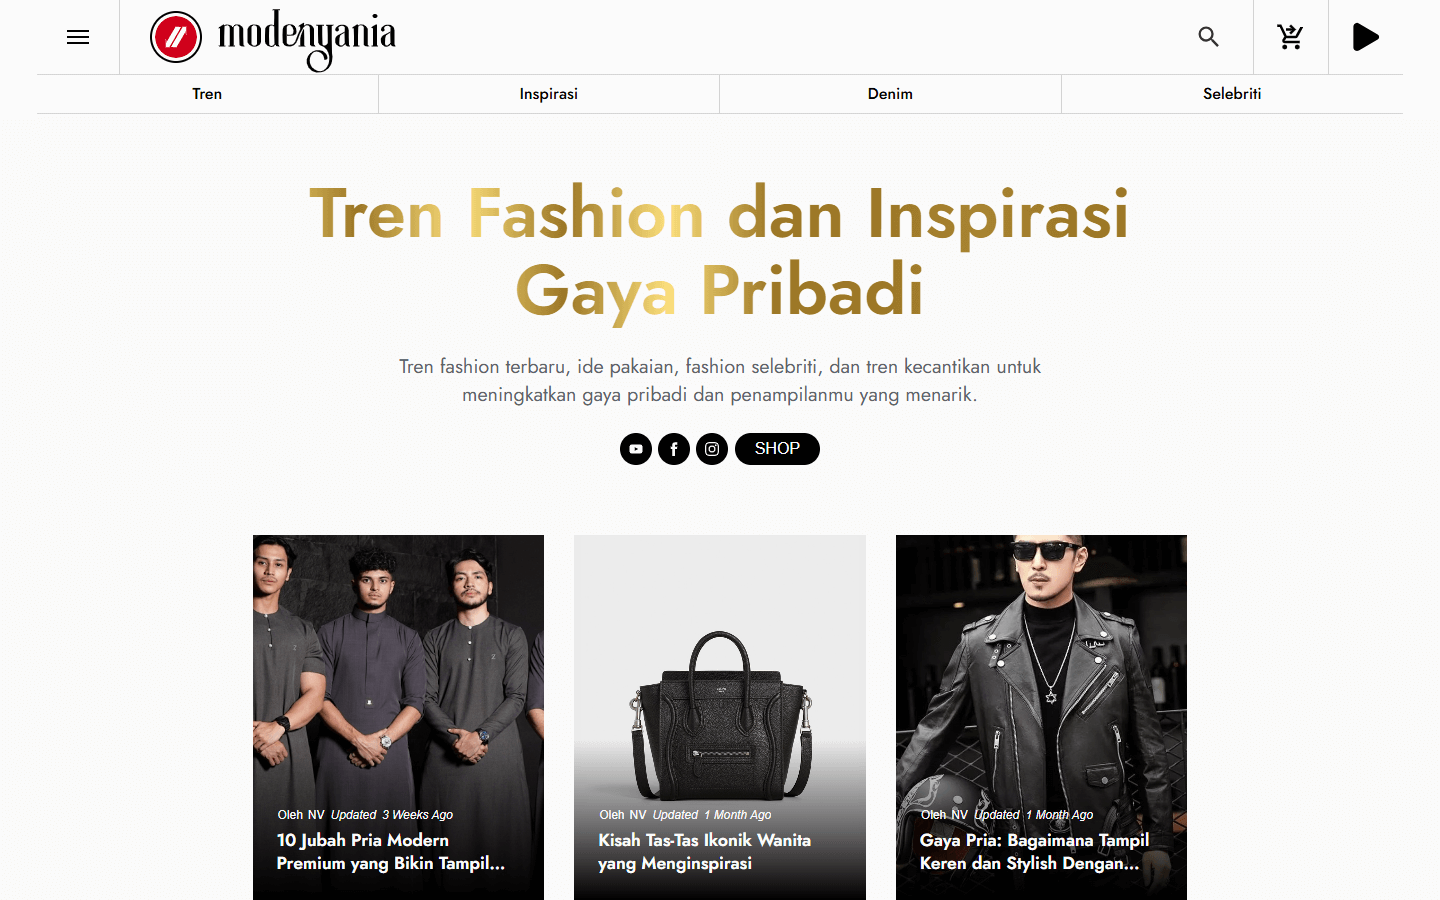 modenyania
Tren
Inspirasi
Denim
Selebriti
Tren Fashion dan Inspirasi
Gaya Pribadi
Tren fashion terbaru, ide pakaian, fashion selebriti, dan tren kecantikan untuk
meningkatkan gaya pribadi dan penampilanmu yang menarik.
SHOP
Oleh NV Updated 3 Weeks Ago
10 Jubah Pria Modern
Premium yang Bikin Tampil...
Oleh NV Updated 1 Month Ago
Kisah Tas-Tas Ikonik Wanita
yang Menginspirasi
Oleh NV Updated 1 Month Ago
Gaya Pria: Bagaimana Tampil
Keren dan Stylish Dengan...